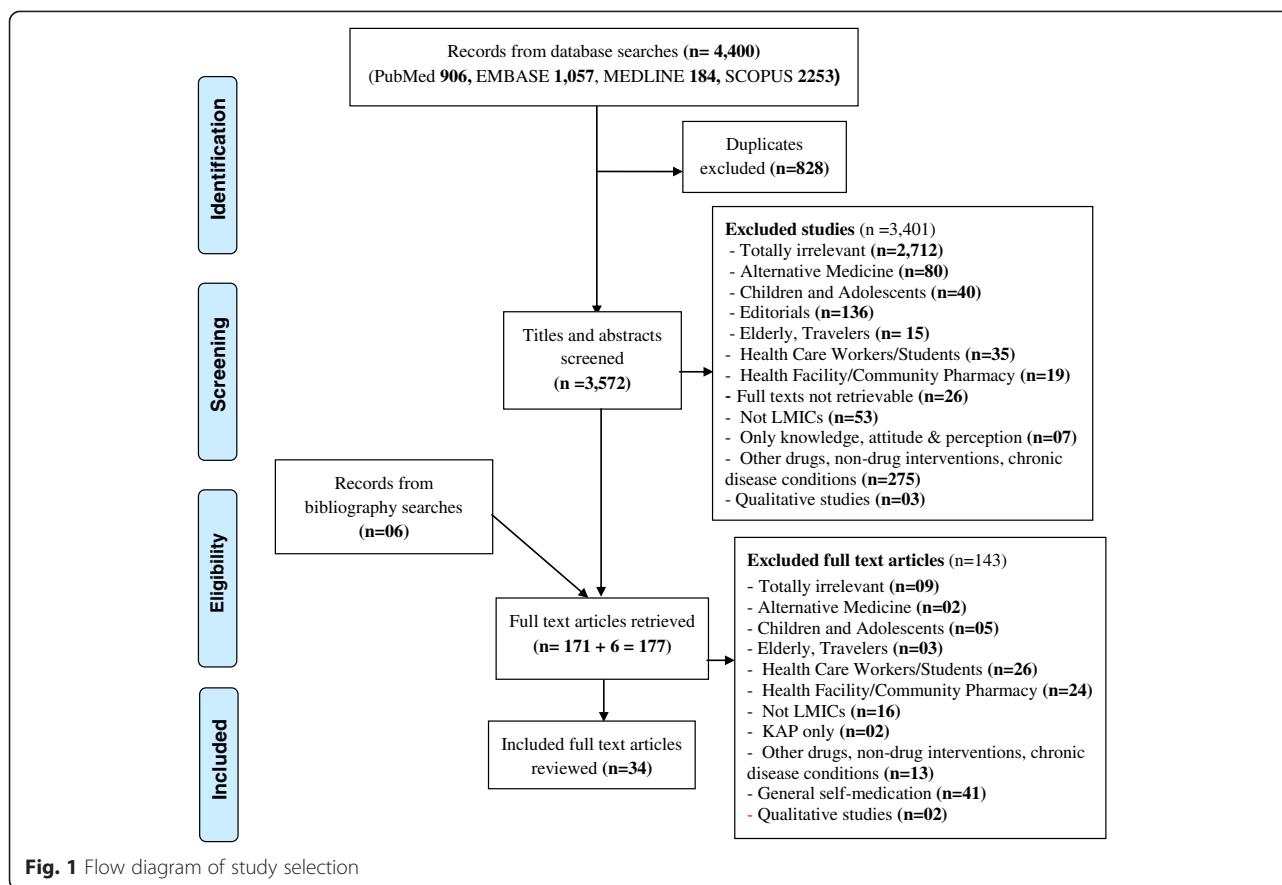 Records from database searches (n= 4,400)
(PubMed 906, EMBASE 1,057, MEDLINE 184, SCOPUS 2253)
Identification
Duplicates
excluded (n=828)
Screening
Titles and abstracts
screened
(n =3,572)
Excluded studies (n =3,401)
- Totally irrelevant (n=2,712)
- Alternative Medicine (n=80)
- Children and Adolescents (n=40)
- Editorials (n=136)
- Elderly, Travelers (n= 15)
- Health Care Workers/Students (n=35)
- Health Facility/Community Pharmacy (n=19)
- Full texts not retrievable (n=26)
- Not LMICs (n=53)
- Only knowledge, attitude & perception (n=07)
- Other drugs, non-drug interventions, chronic
disease conditions (n=275)
- Qualitative studies (n=03)
Records from
bibliography searches
(n=06)
Eligibility
Full text articles retrieved
(n= 171 + 6 = 177)
Excluded full text articles (n=143)
- Totally irrelevant (n=09)
- Alternative Medicine (n=02)
- Children and Adolescents (n=05)
- Elderly, Travelers (n=03)
- Health Care Workers/Students (n=26)
- Health Facility/Community Pharmacy (n=24)
- Not LMICs (n=16)
- KAP only (n=02)
- Other drugs, non-drug interventions, chronic
disease conditions (n=13)
- General self-medication (n=41)
- Qualitative studies (n=02)
Included
Included full text articles
reviewed (n=34)
Fig. 1 Flow diagram of study selection